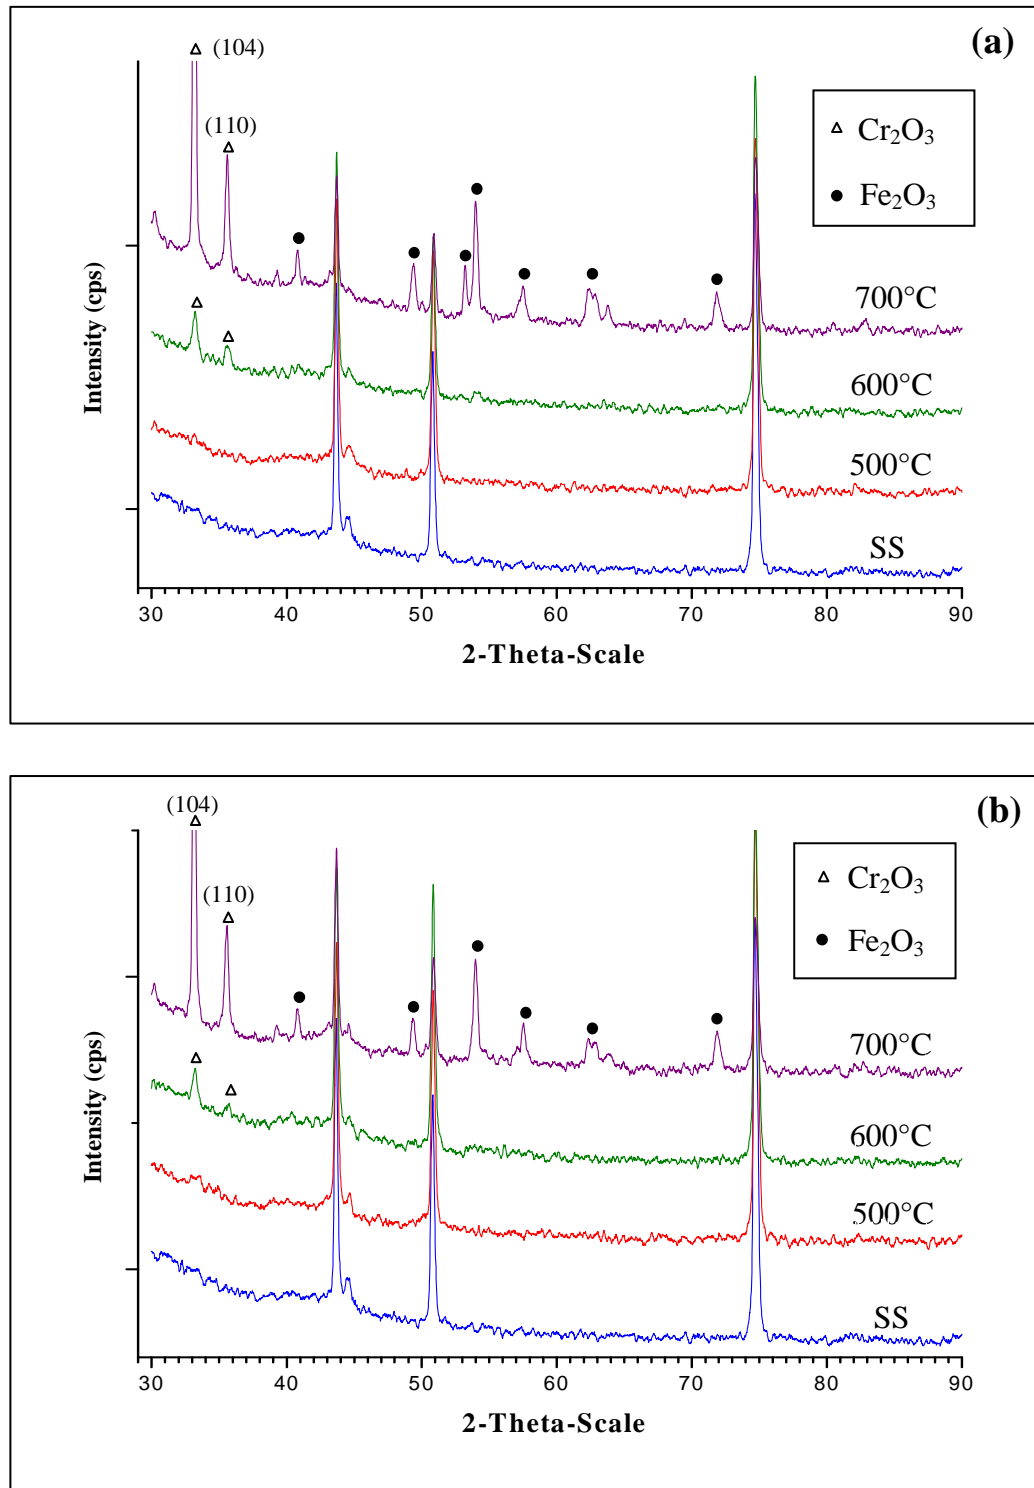 (a)
(104)
(110)
△ Cr₂O₃
● Fe₂O₃
Intensity (cps)
700°C
600°C
500°C
SS
30 40 50 60 70 80 90
2-Theta-Scale
(b)
(104)
(110)
△ Cr₂O₃
● Fe₂O₃
Intensity (cps)
700°C
600°C
500°C
SS
30 40 50 60 70 80 90
2-Theta-Scale